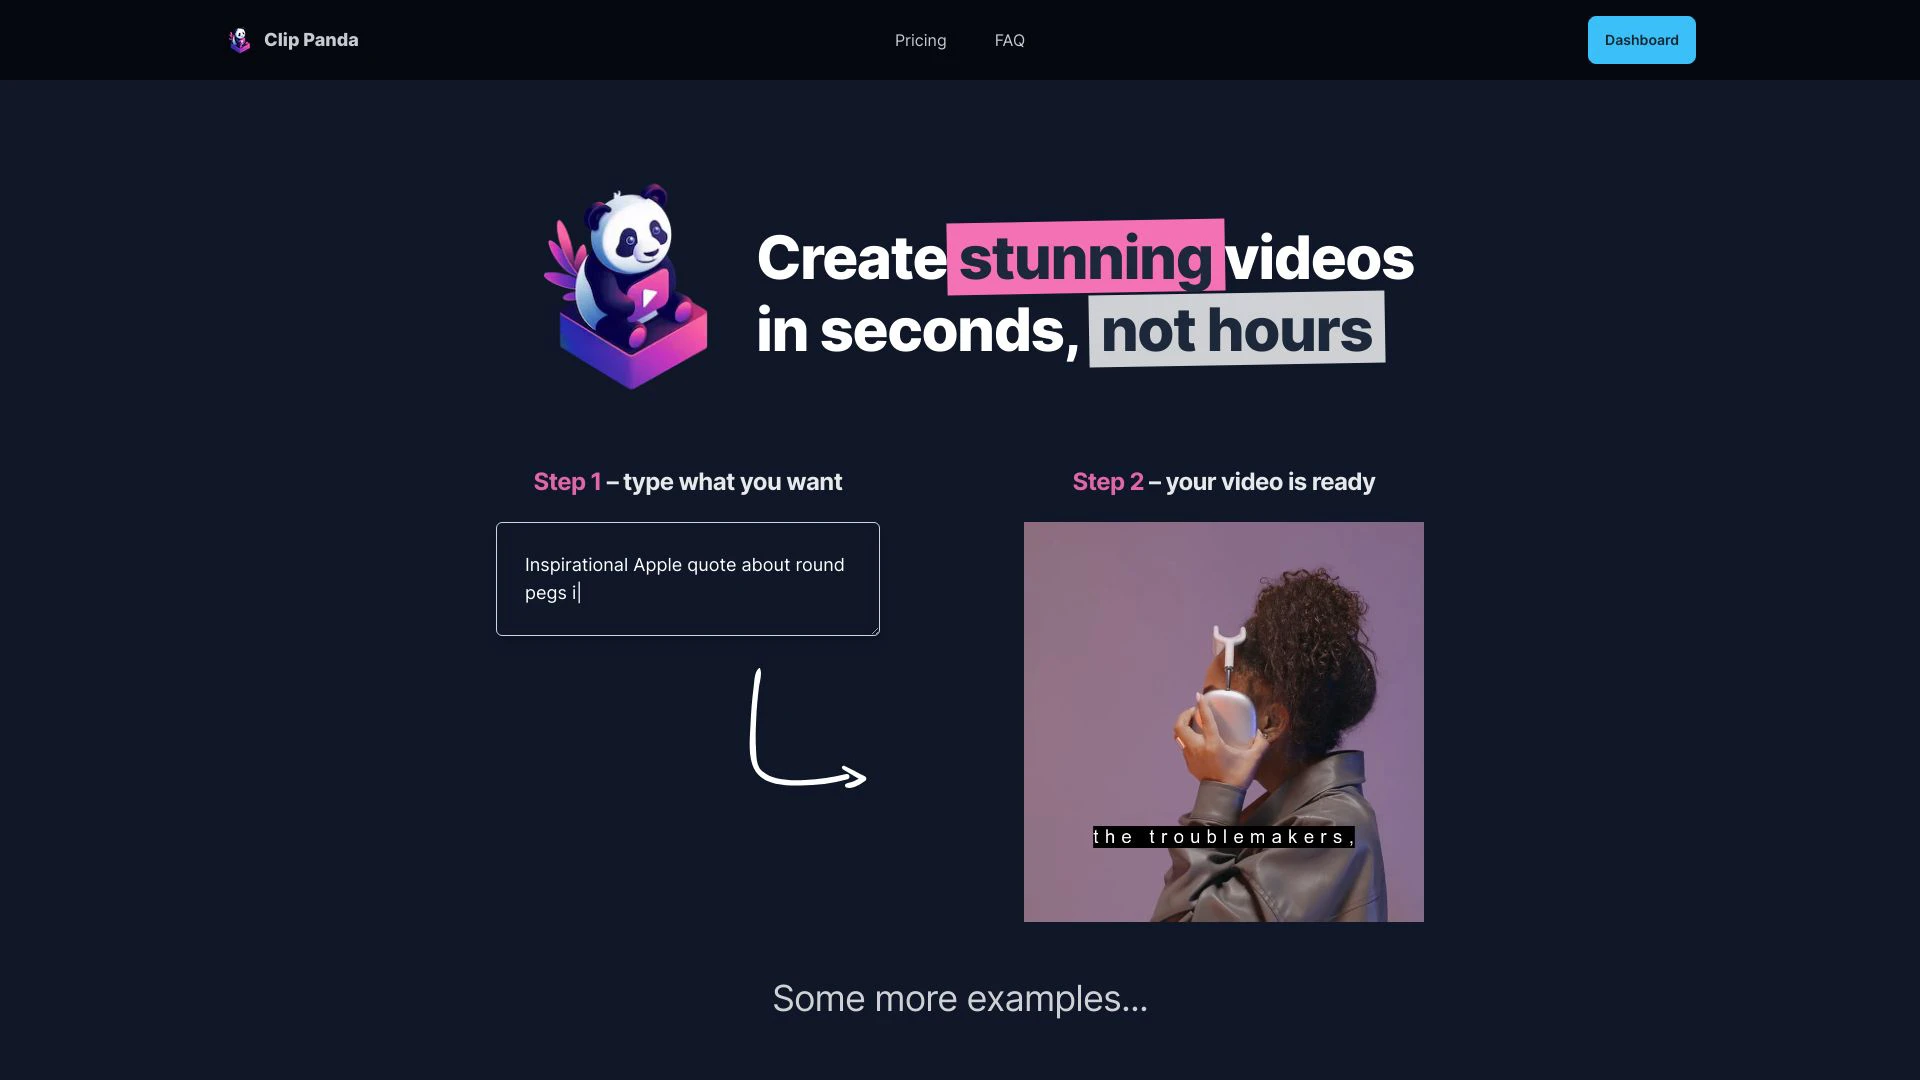 Clip Panda
Pricing
FAQ
Dashboard
Create stunning videos
in seconds, not hours
Step 1 – type what you want
Inspirational Apple quote about round
pegs i
Step 2 – your video is ready
the troublemakers,
Some more examples...